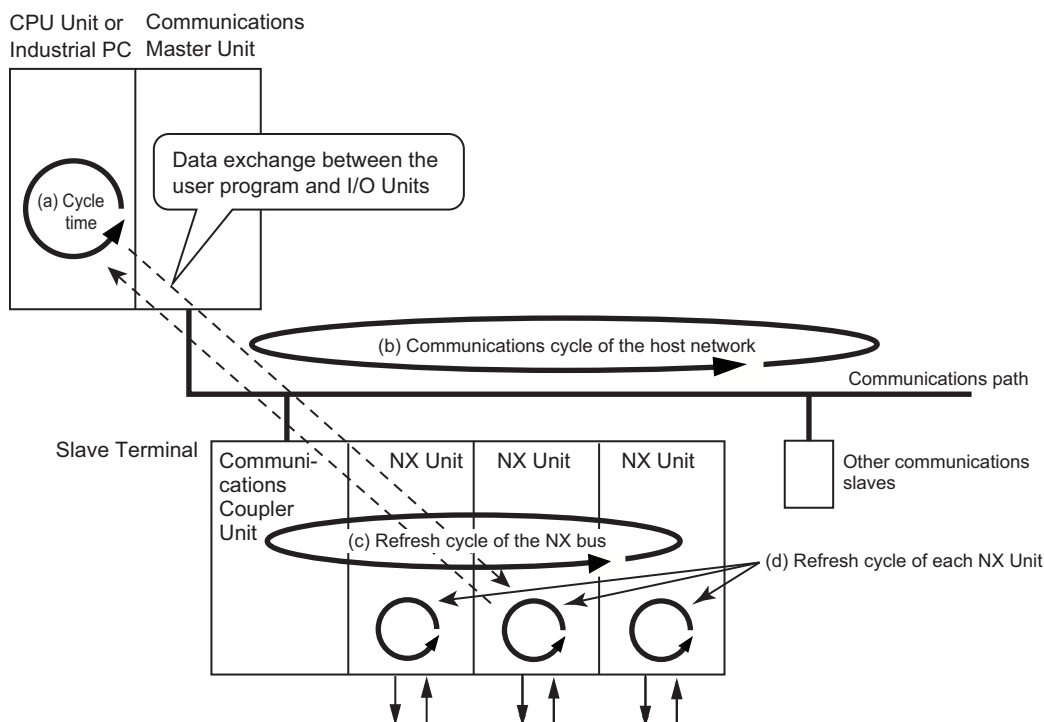 CPU Unit or
Industrial PC
Communications
Master Unit
Data exchange between the
user program and I/O Units
(a) Cycle
time
(b) Communications cycle of the host network
Communications path
Slave Terminal
Communi-
cations
Coupler
Unit
NX Unit
NX Unit
NX Unit
Other communications
slaves
(c) Refresh cycle of the NX bus
(d) Refresh cycle of each NX Unit